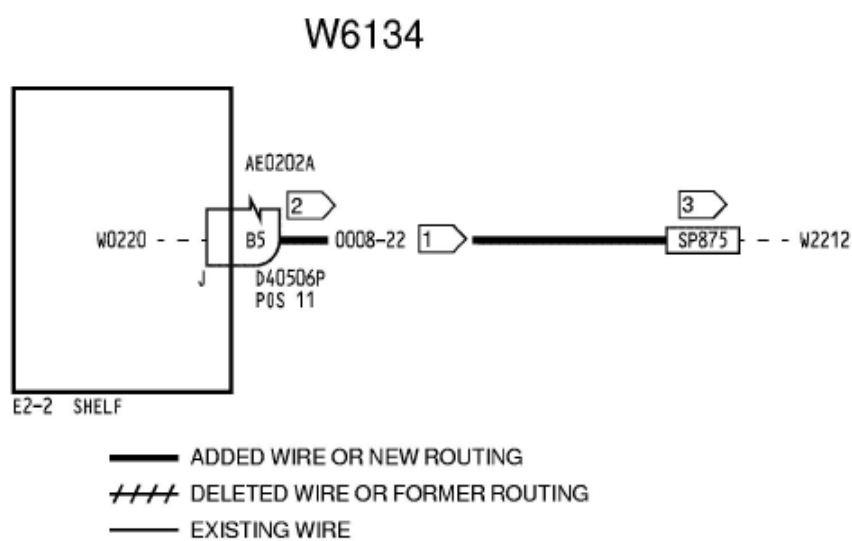 W6134
AE0202A
2
3
W0220
B5
0008-22
1
SP875
W2212
J
D40506P
POS 11
E2-2 SHELF
ADDED WIRE OR NEW ROUTING
DELETED WIRE OR FORMER ROUTING
EXISTING WIRE